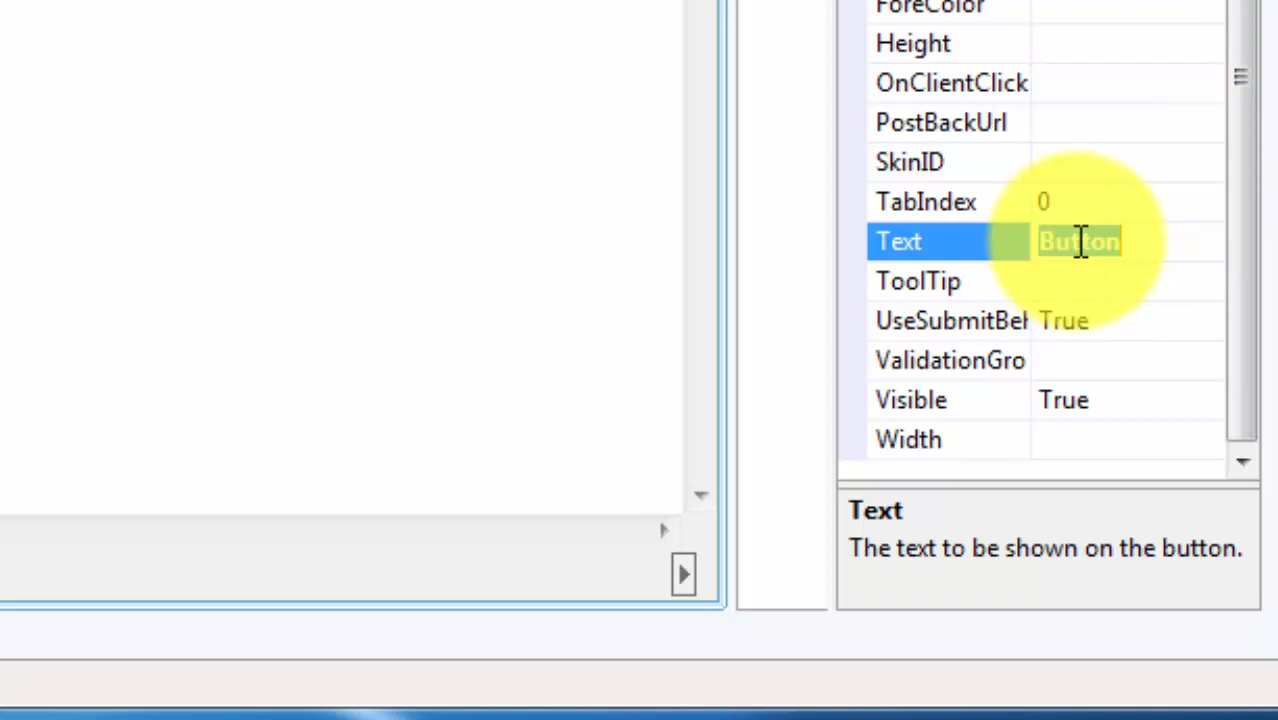 ForeColor
Height
OnClientClick
PostBackUrl
SkinID
TabIndex 0
Text Button
ToolTip
UseSubmitBeh True
ValidationGro
Visible True
Width
Text
The text to be shown on the button.